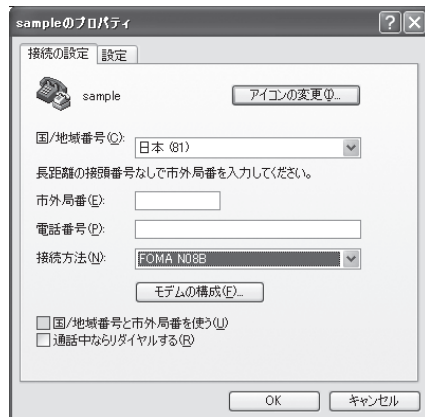 sampleのプロパティ
接続の設定
設定
sample
アイコンの変更(I)...
国/地域番号(C):
日本 (81)
長距離の接頭番号なしで市外局番を入力してください。
市外局番(E):
電話番号(P):
接続方法(N):
FOMA N08B
モデムの構成(F)...
国/地域番号と市外局番を使う(U)
通話中ならリダイヤルする(R)
OK
キャンセル